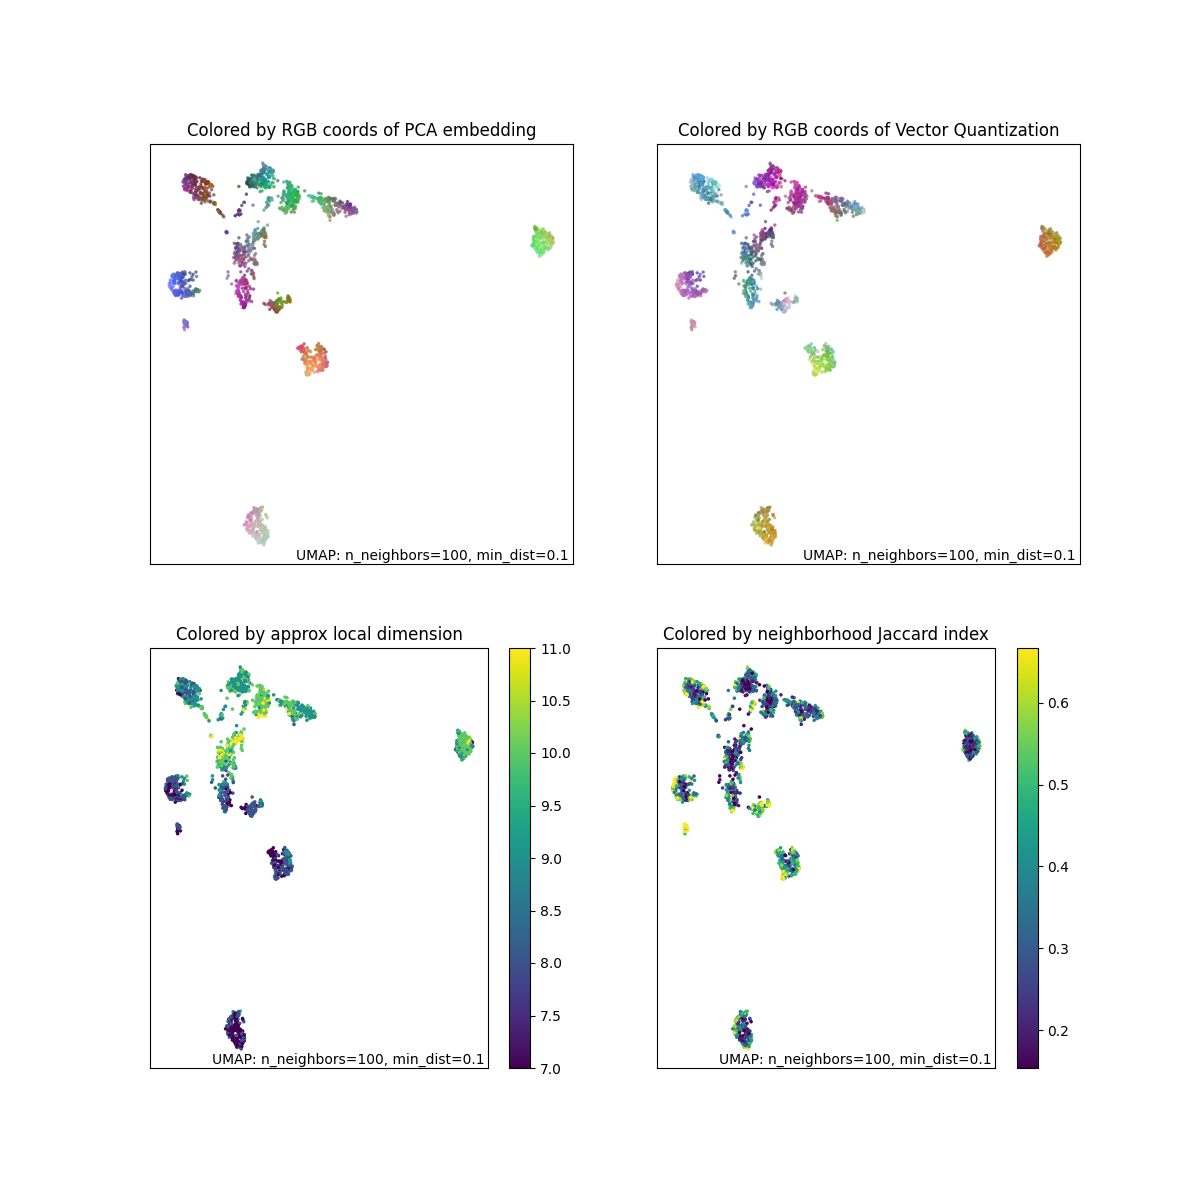 Colored by RGB coords of PCA embedding
UMAP: n_neighbors=100, min_dist=0.1
Colored by RGB coords of Vector Quantization
UMAP: n_neighbors=100, min_dist=0.1
Colored by approx local dimension
UMAP: n_neighbors=100, min_dist=0.1
11.0
10.5
10.0
9.5
9.0
8.5
8.0
7.5
7.0
Colored by neighborhood Jaccard index
UMAP: n_neighbors=100, min_dist=0.1
0.6
0.5
0.4
0.3
0.2